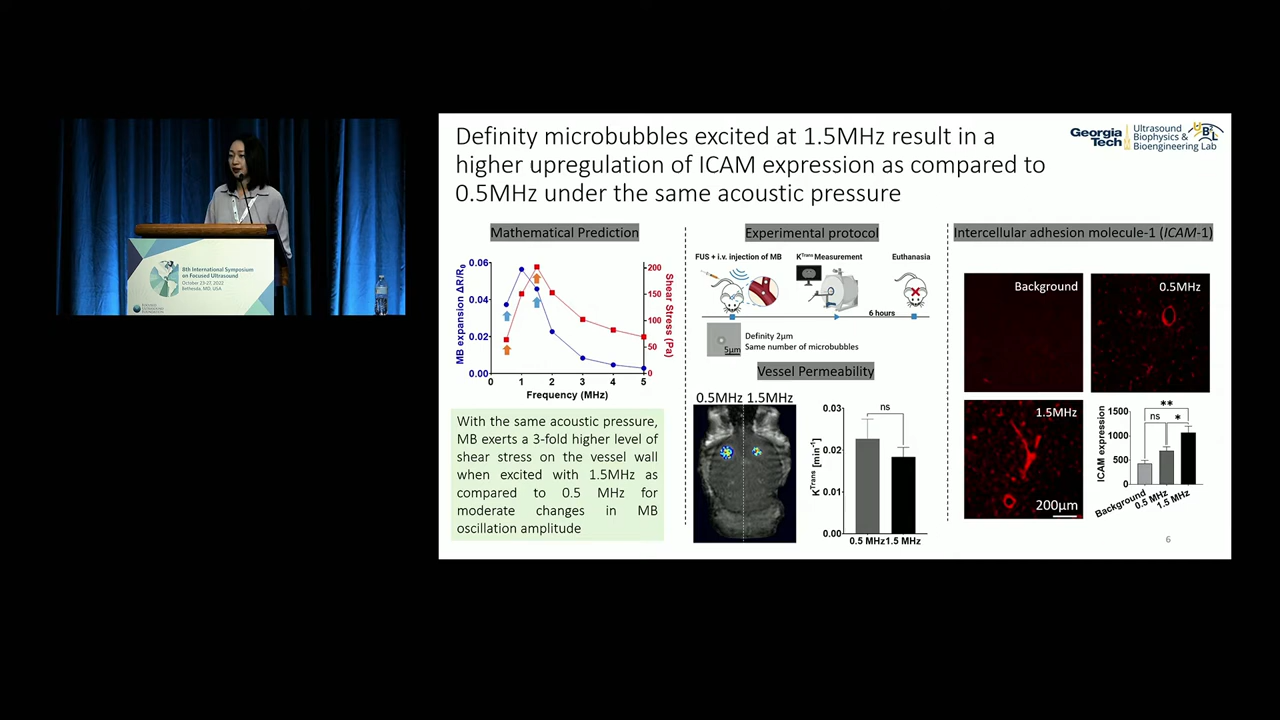 Definity microbubbles excited at 1.5MHz result in a
higher upregulation of ICAM expression as compared to
0.5MHz under the same acoustic pressure
Georgia
Tech
Ultrasound
Biophysics &
Bioengineering Lab
UB²L
Mathematical Prediction
MB expansion ΔR/R₀
0.06
0.04
0.02
0.00
Shear Stress (Pa)
200
150
100
50
0
0 1 2 3 4 5
Frequency (MHz)
With the same acoustic pressure,
MB exerts a 3-fold higher level of
shear stress on the vessel wall
when excited with 1.5MHz as
compared to 0.5 MHz for
moderate changes in MB
oscillation amplitude
Experimental protocol
FUS + i.v. injection of MB
Kᵀʳᵃⁿˢ Measurement
Euthanasia
6 hours
5μm
Definity 2μm
Same number of microbubbles
Vessel Permeability
0.5MHz 1.5MHz
Kᵀʳᵃⁿˢ [min⁻¹]
0.03
0.02
0.01
0.00
ns
0.5 MHz 1.5 MHz
Intercellular adhesion molecule-1 (ICAM-1)
Background
0.5MHz
1.5MHz
200μm
ICAM expression
1500
1000
500
0
**
ns *
Background
0.5 MHz
1.5 MHz
6
8th International Symposium
on Focused Ultrasound
October 23-27, 2022
Bethesda, MD, USA
FOCUSED
ULTRASOUND
FOUNDATION